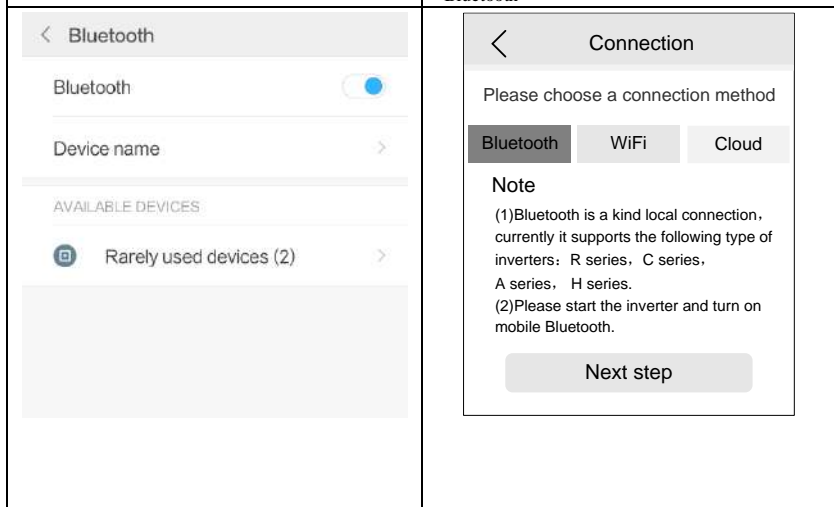 Bluetooth
Bluetooth
Device name
AVAILABLE DEVICES
Rarely used devices (2)
Connection
Please choose a connection method
Bluetooth WiFi Cloud
Note
(1)Bluetooth is a kind local connection，
currently it supports the following type of
inverters：R series，C series，
A series， H series.
(2)Please start the inverter and turn on
mobile Bluetooth.
Next step